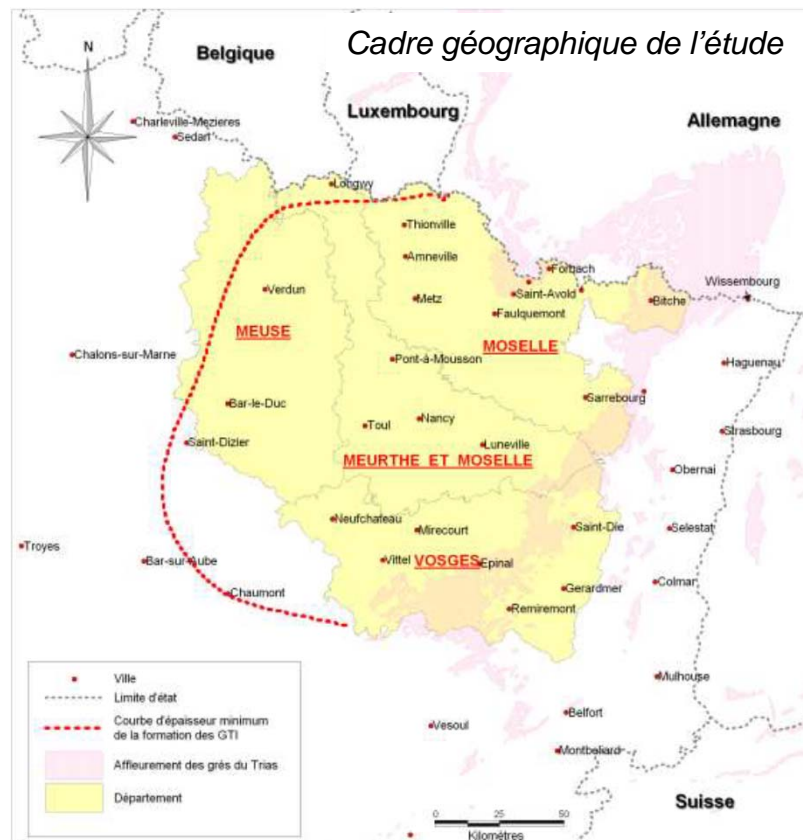 Cadre géographique de l'étude
N
Belgique
Luxembourg
Allemagne
Charleville-Mezieres
Sedan
Longwy
Thionville
Amneville
Forbach
Wissembourg
Verdun
Metz
Saint-Avold
Bitche
Faulquemont
MEUSE
MOSELLE
Chalons-sur-Marne
Pont-à-Mousson
Haguenau
Bar-le-Duc
Sarrebourg
Nancy
Toul
Strasbourg
Saint-Dizier
Luneville
MEURTHE ET MOSELLE
Obernai
Neufchateau
Mirecourt
Saint-Die
Selestat
Troyes
Bar-sur-Aube
Vittel
VOSGES
Epinal
Colmar
Chaumont
Gerardmer
Remiremont
Mulhouse
Ville
Limite d'état
Courbe d'épaisseur minimum
de la formation des GTI
Affleurement des grés du Trias
Département
Vesoul
Belfort
Montbeliard
Suisse
0 25 50
Kilomètres